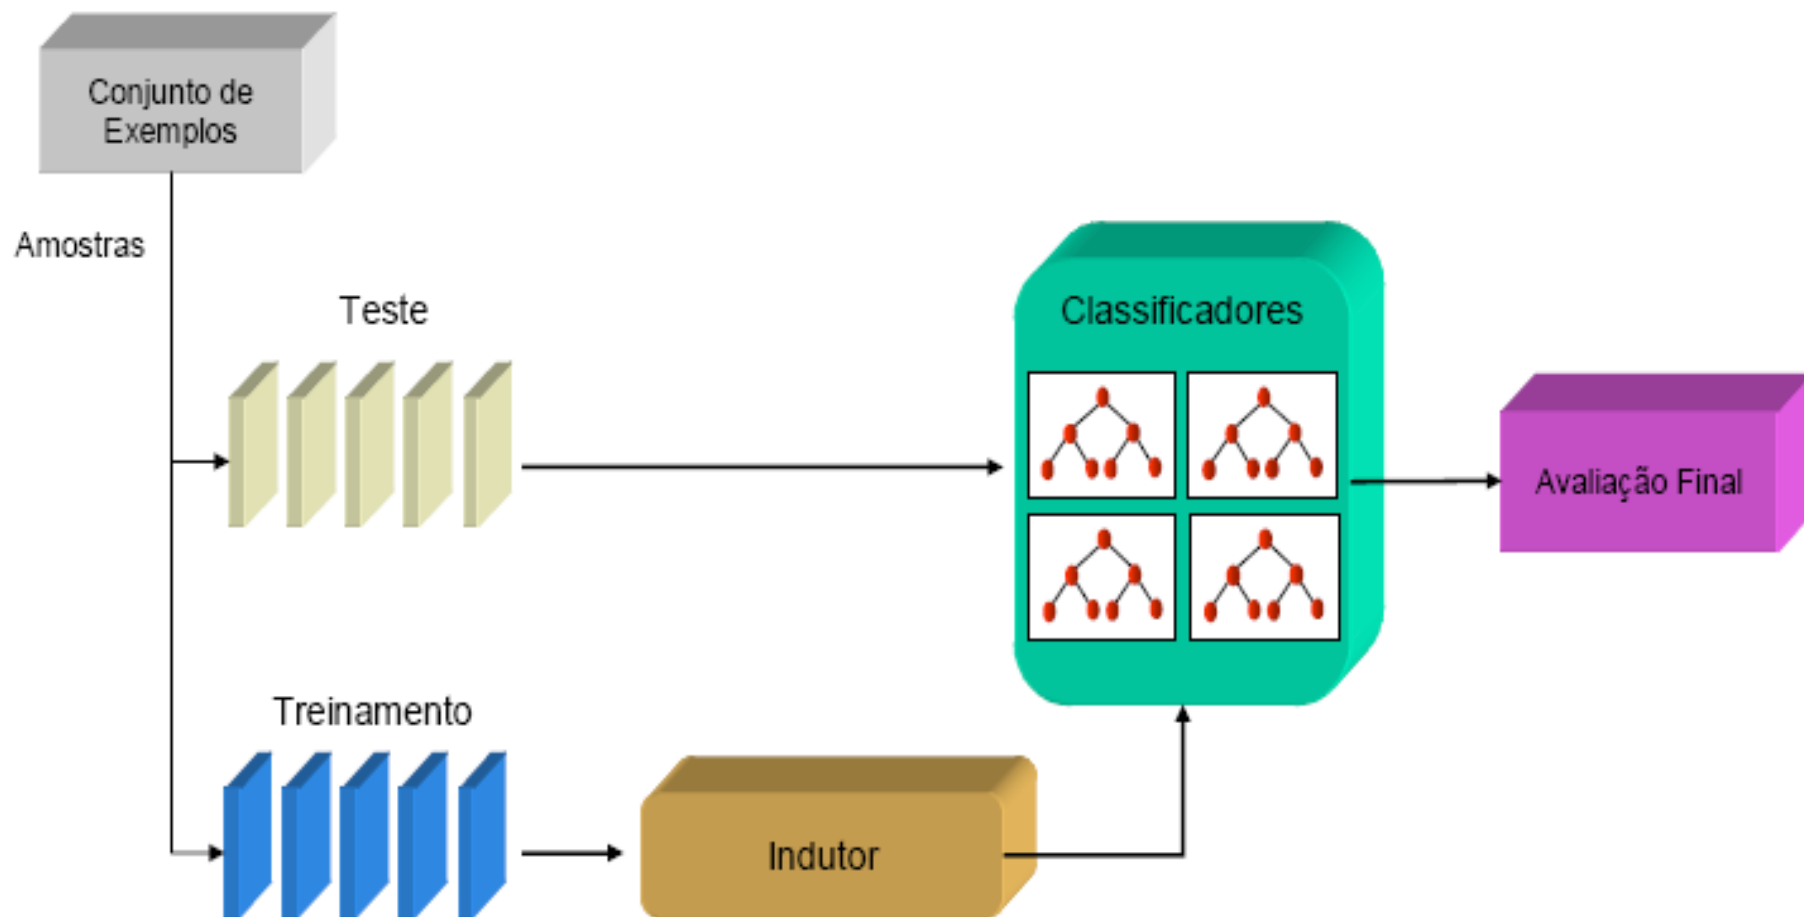 Conjunto de
Exemplos
Amostras
Teste
Classificadores
Avaliação Final
Treinamento
Indutor